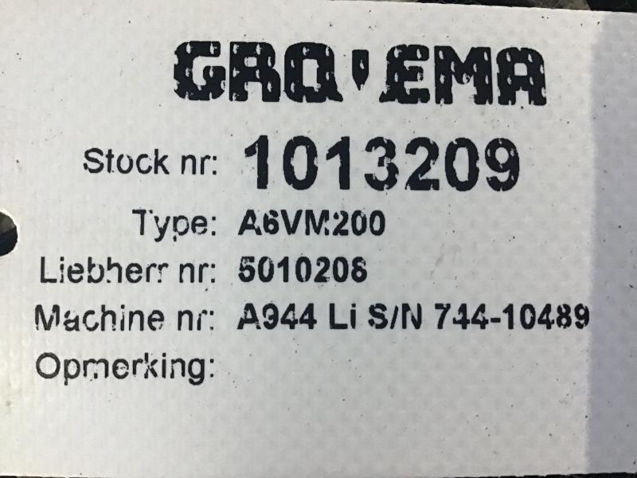 GRO'EMA
Stock nr: 1013209
Type: A6VM200
Liebherr nr: 5010208
Machine nr: A944 Li S/N 744-10489
Opmerking: